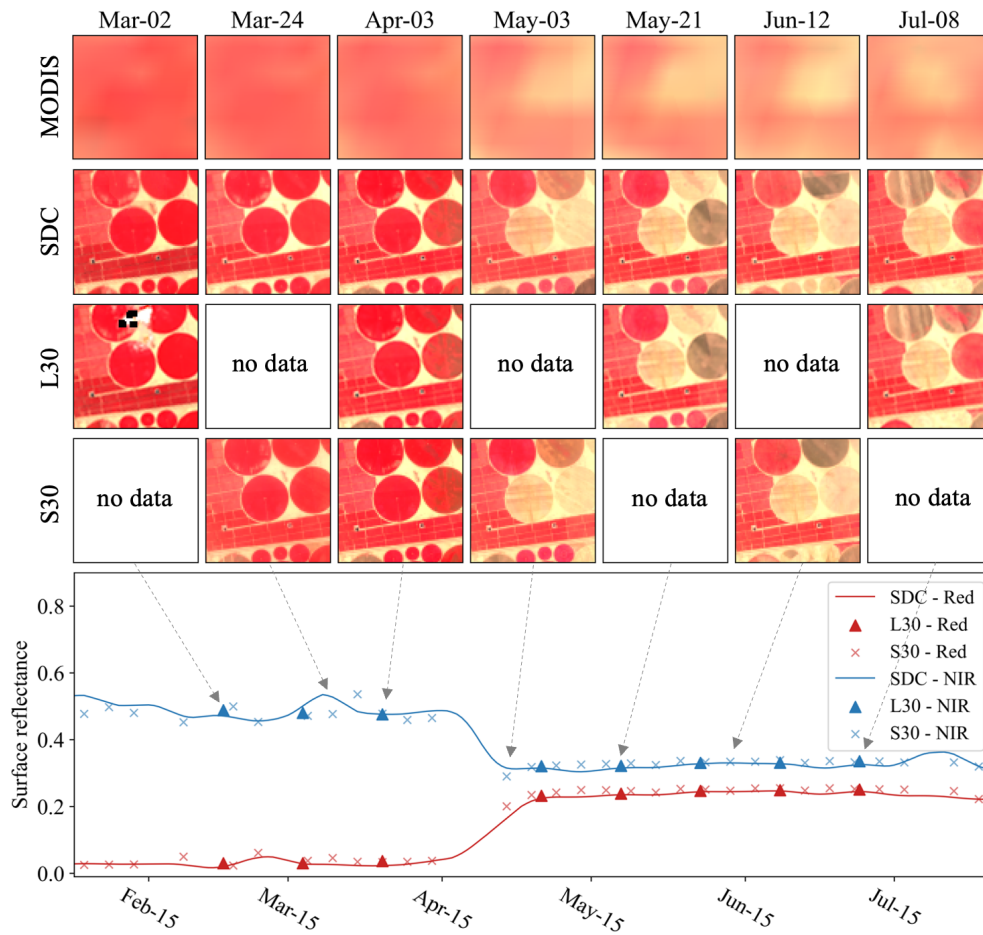 Mar-02 Mar-24 Apr-03 May-03 May-21 Jun-12 Jul-08
MODIS
SDC
L30
no data no data no data
S30
no data no data no data
0.8
0.6
0.4
0.2
0.0
Surface reflectance
SDC - Red
L30 - Red
S30 - Red
SDC - NIR
L30 - NIR
S30 - NIR
Feb-15 Mar-15 Apr-15 May-15 Jun-15 Jul-15